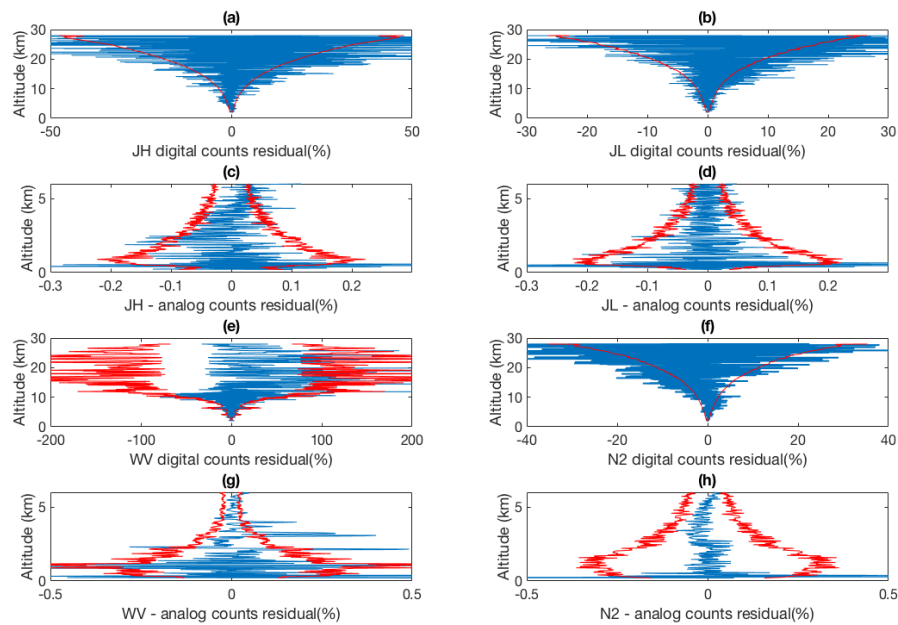 (a)
30
20
10
0
Altitude (km)
-50
0
50
JH digital counts residual(%)
(b)
30
20
10
0
Altitude (km)
-30
-20
-10
0
10
20
30
JL digital counts residual(%)
(c)
5
0
Altitude (km)
-0.3
-0.2
-0.1
0
0.1
0.2
JH - analog counts residual(%)
(d)
5
0
Altitude (km)
-0.3
-0.2
-0.1
0
0.1
0.2
JL - analog counts residual(%)
(e)
30
20
10
0
Altitude (km)
-200
-100
0
100
200
WV digital counts residual(%)
(f)
30
20
10
0
Altitude (km)
-40
-20
0
20
40
N2 digital counts residual(%)
(g)
5
0
Altitude (km)
-0.5
0
0.5
WV - analog counts residual(%)
(h)
5
0
Altitude (km)
-0.5
0
0.5
N2 - analog counts residual(%)